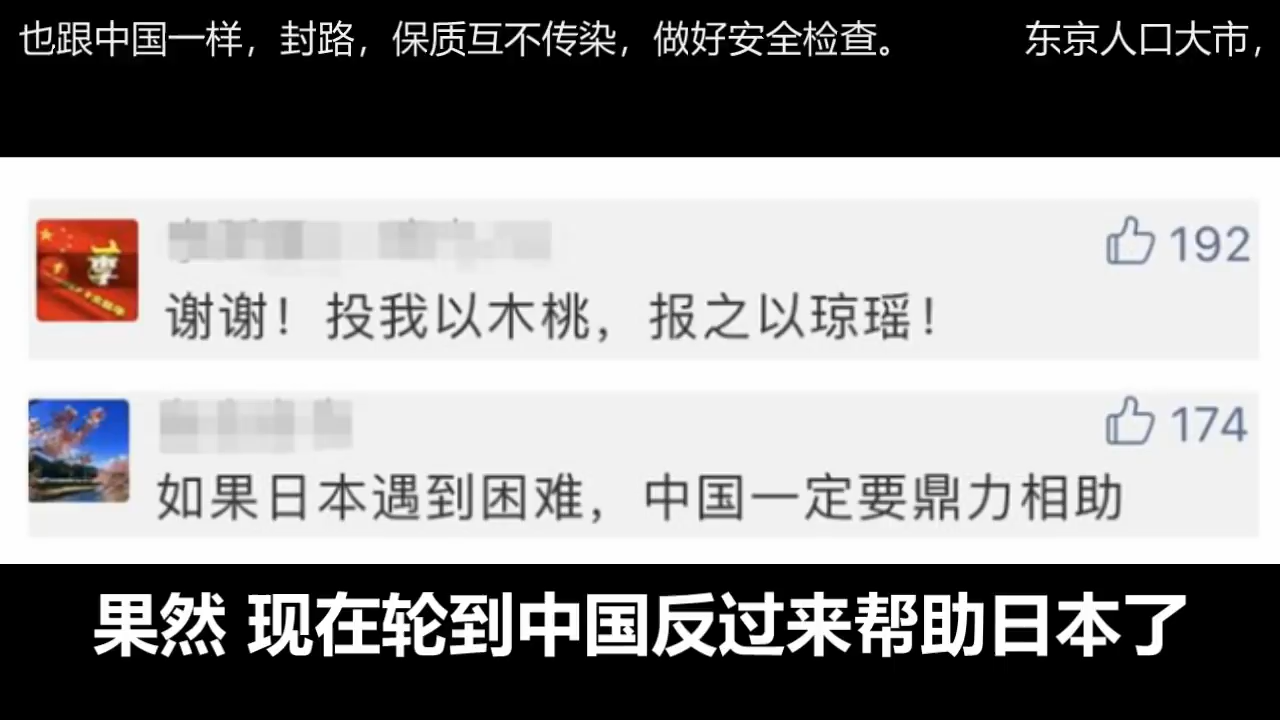 也跟中国一样，封路，保质互不传染，做好安全检查。 东京人口大市，
192
谢谢！投我以木桃，报之以琼瑶！
174
如果日本遇到困难，中国一定要鼎力相助
果然 现在轮到中国反过来帮助日本了